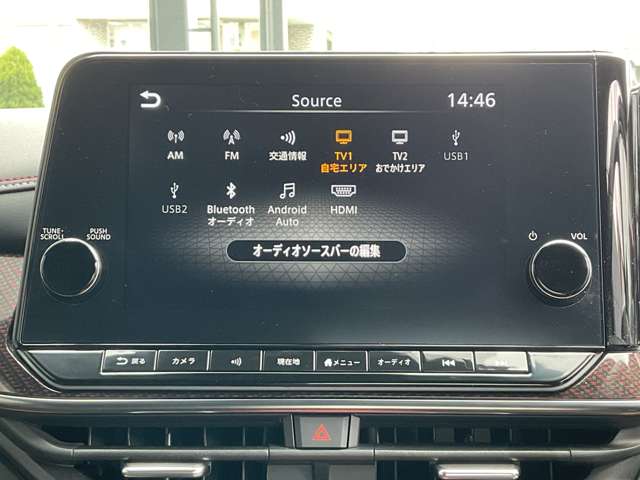 Source 14:46
AM FM 交通情報 TV1 TV2 USB1
自宅エリア おでかけエリア
USB2 Bluetooth Android HDMI
オーディオ Auto
オーディオソースバーの編集
TUNE・ PUSH
SCROLL SOUND
VOL
戻る カメラ 現在地 メニュー オーディオ